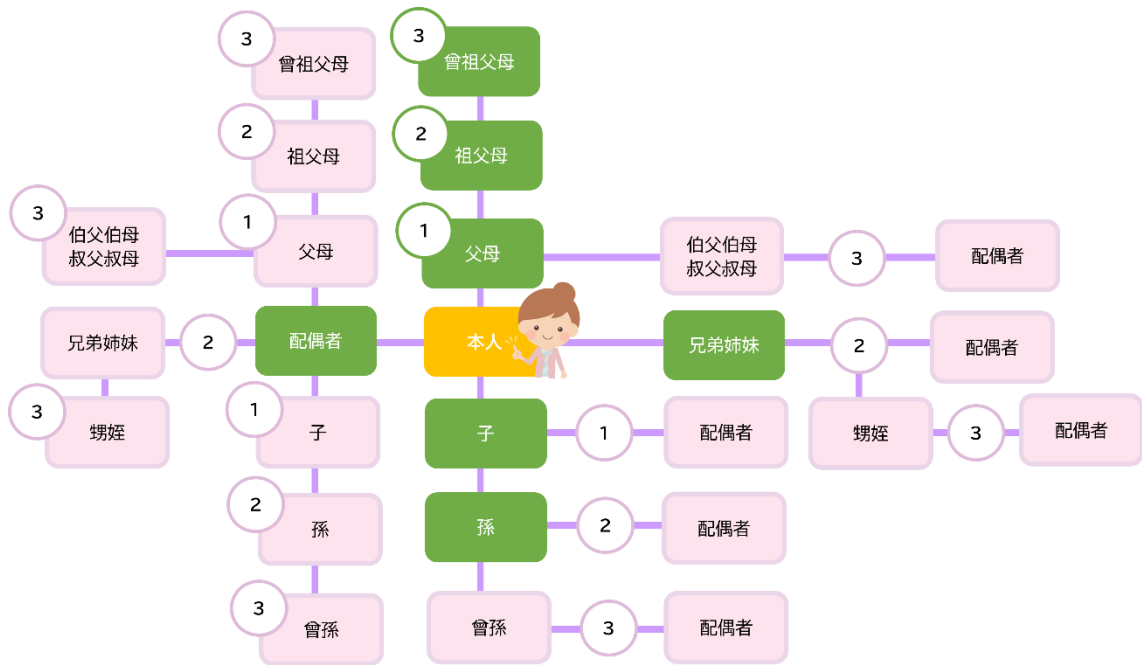 3
曾祖父母
3
曾祖父母
2
祖父母
2
祖父母
3
伯父伯母
叔父叔母
1
父母
1
父母
伯父伯母
叔父叔母
3
配偶者
兄弟姉妹
2
配偶者
本人
兄弟姉妹
2
配偶者
3
甥姪
1
子
子
1
配偶者
甥姪
3
配偶者
2
孫
孫
2
配偶者
3
曾孫
曾孫
3
配偶者